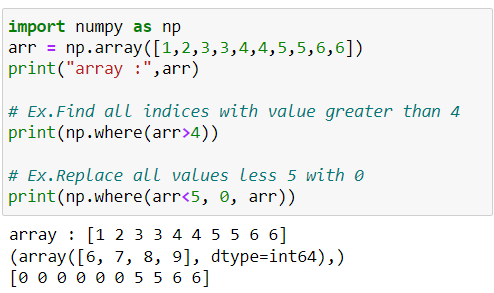 import numpy as np
arr = np.array([1,2,3,3,4,4,5,5,6,6])
print("array :",arr)
# Ex.Find all indices with value greater than 4
print(np.where(arr>4))
# Ex.Replace all values less 5 with 0
print(np.where(arr<5, 0, arr))
array : [1 2 3 3 4 4 5 5 6 6]
(array([6, 7, 8, 9], dtype=int64),)
[0 0 0 0 0 0 5 5 6 6]